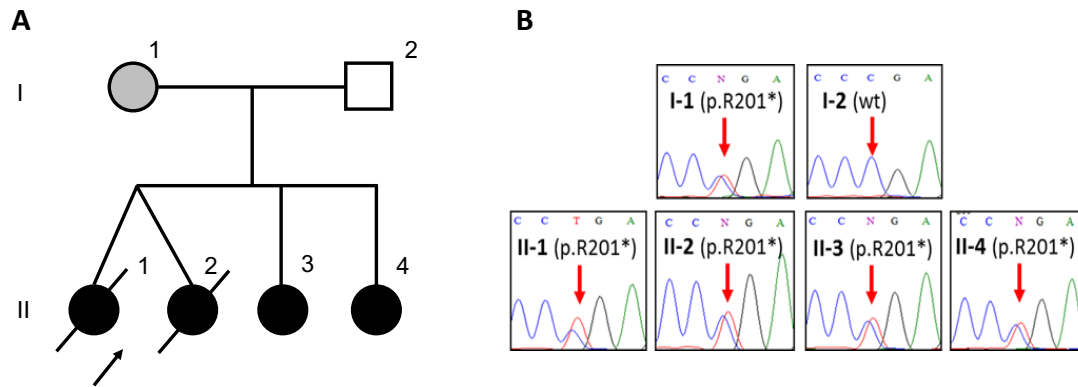 A
B
1
2
I
1
2
3
4
II
C C N G A
I-1 (p.R201*)
C C C G A
I-2 (wt)
C C T G A
II-1 (p.R201*)
C C N G A
II-2 (p.R201*)
C C N G A
II-3 (p.R201*)
C C N G A
II-4 (p.R201*)